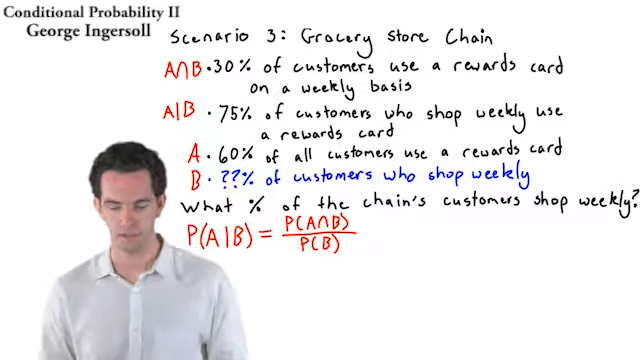 Conditional Probability II
George Ingersoll
Scenario 3: Grocery Store Chain
A∩B • 30% of customers use a rewards card
on a weekly basis
A|B • 75% of customers who shop weekly use
a rewards card
A • 60% of all customers use a rewards card
B • ??% of customers who shop weekly
What % of the chain's customers shop weekly?
P(A|B) = P(A∩B)
P(B)